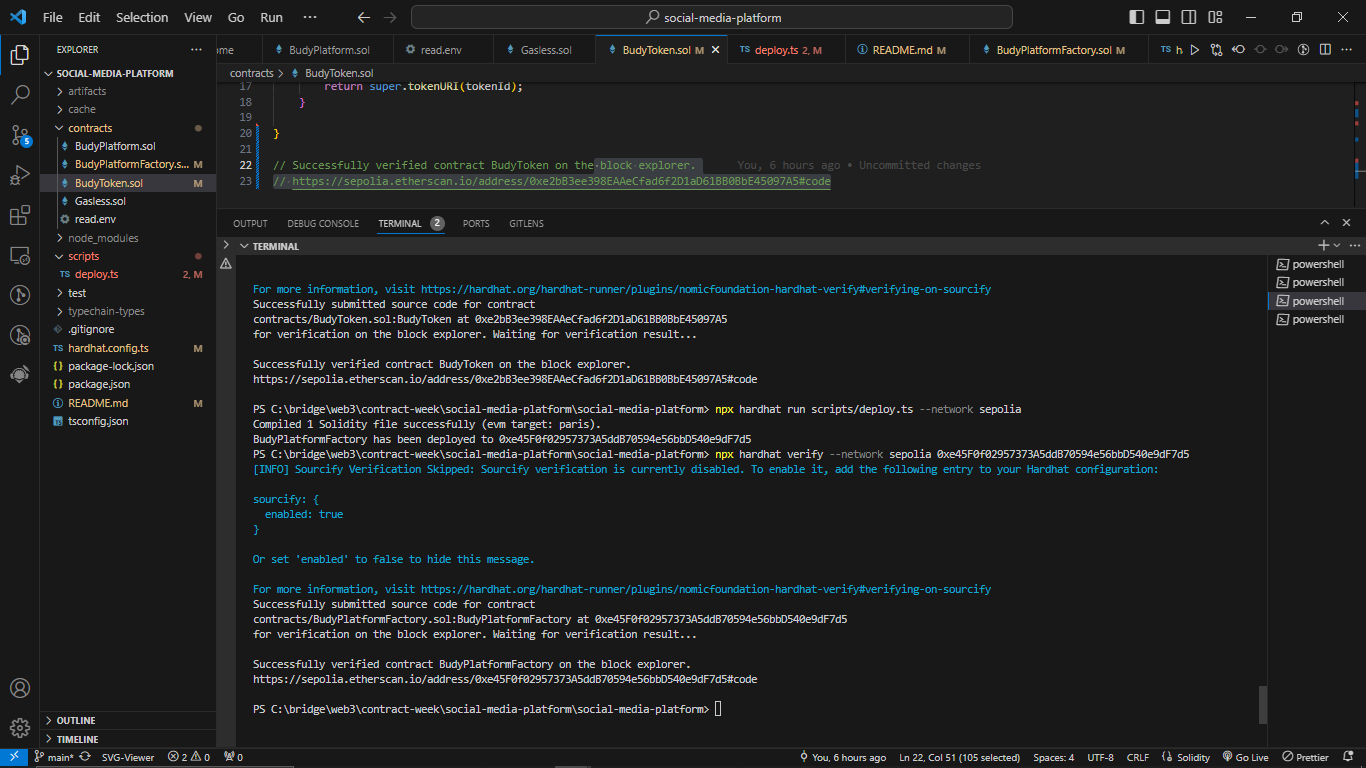 File Edit Selection View Go Run ··· social-media-platform
EXPLORER ···
SOCIAL-MEDIA-PLATFORM
artifacts
cache
contracts
BudyPlatform.sol
BudyPlatformFactory.s... M
BudyToken.sol M
Gasless.sol
read.env
node_modules
scripts
TS deploy.ts 2, M
test
typechain-types
.gitignore
TS hardhat.config.ts M
{} package-lock.json
{} package.json
README.md M
tsconfig.json
OUTLINE
TIMELINE
me BudyPlatform.sol read.env Gasless.sol BudyToken.sol M TS deploy.ts 2, M README.md M BudyPlatformFactory.sol M TS h
contracts > BudyToken.sol
17 return super.tokenURI(tokenId);
18 }
19
20 }
21
22 // Successfully verified contract BudyToken on the block explorer. You, 6 hours ago • Uncommitted changes
23 // https://sepolia.etherscan.io/address/0xe2bB3ee398EAAeCfad6f2D1aD61BB0BbE45097A5#code
OUTPUT DEBUG CONSOLE TERMINAL 2 PORTS GITLENS
TERMINAL
For more information, visit https://hardhat.org/hardhat-runner/plugins/nomicfoundation-hardhat-verify#verifying-on-sourcify
Successfully submitted source code for contract
contracts/BudyToken.sol:BudyToken at 0xe2bB3ee398EAAeCfad6f2D1aD61BB0BbE45097A5
for verification on the block explorer. Waiting for verification result...
Successfully verified contract BudyToken on the block explorer.
https://sepolia.etherscan.io/address/0xe2bB3ee398EAAeCfad6f2D1aD61BB0BbE45097A5#code
PS C:\bridge\web3\contract-week\social-media-platform\social-media-platform> npx hardhat run scripts/deploy.ts --network sepolia
Compiled 1 Solidity file successfully (evm target: paris).
BudyPlatformFactory has been deployed to 0xe45F0f02957373A5ddB70594e56bbD540e9dF7d5
PS C:\bridge\web3\contract-week\social-media-platform\social-media-platform> npx hardhat verify --network sepolia 0xe45F0f02957373A5ddB70594e56bbD540e9dF7d5
[INFO] Sourcify Verification Skipped: Sourcify verification is currently disabled. To enable it, add the following entry to your Hardhat configuration:
sourcify: {
enabled: true
}
Or set 'enabled' to false to hide this message.
For more information, visit https://hardhat.org/hardhat-runner/plugins/nomicfoundation-hardhat-verify#verifying-on-sourcify
Successfully submitted source code for contract
contracts/BudyPlatformFactory.sol:BudyPlatformFactory at 0xe45F0f02957373A5ddB70594e56bbD540e9dF7d5
for verification on the block explorer. Waiting for verification result...
Successfully verified contract BudyPlatformFactory on the block explorer.
https://sepolia.etherscan.io/address/0xe45F0f02957373A5ddB70594e56bbD540e9dF7d5#code
PS C:\bridge\web3\contract-week\social-media-platform\social-media-platform>
powershell
powershell
powershell
powershell
5
main* SVG-Viewer 2 0 0 You, 6 hours ago Ln 22, Col 51 (105 selected) Spaces: 4 UTF-8 CRLF Solidity Go Live Prettier